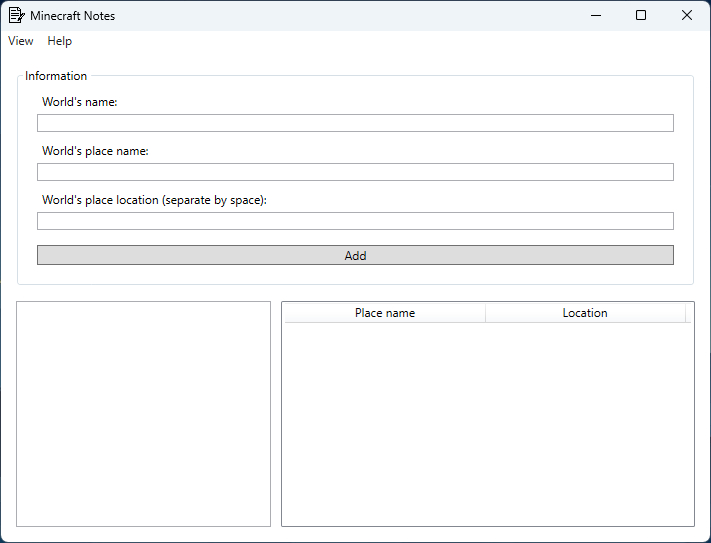 Minecraft Notes
View Help
Information
World's name:
World's place name:
World's place location (separate by space):
Add
Place name Location